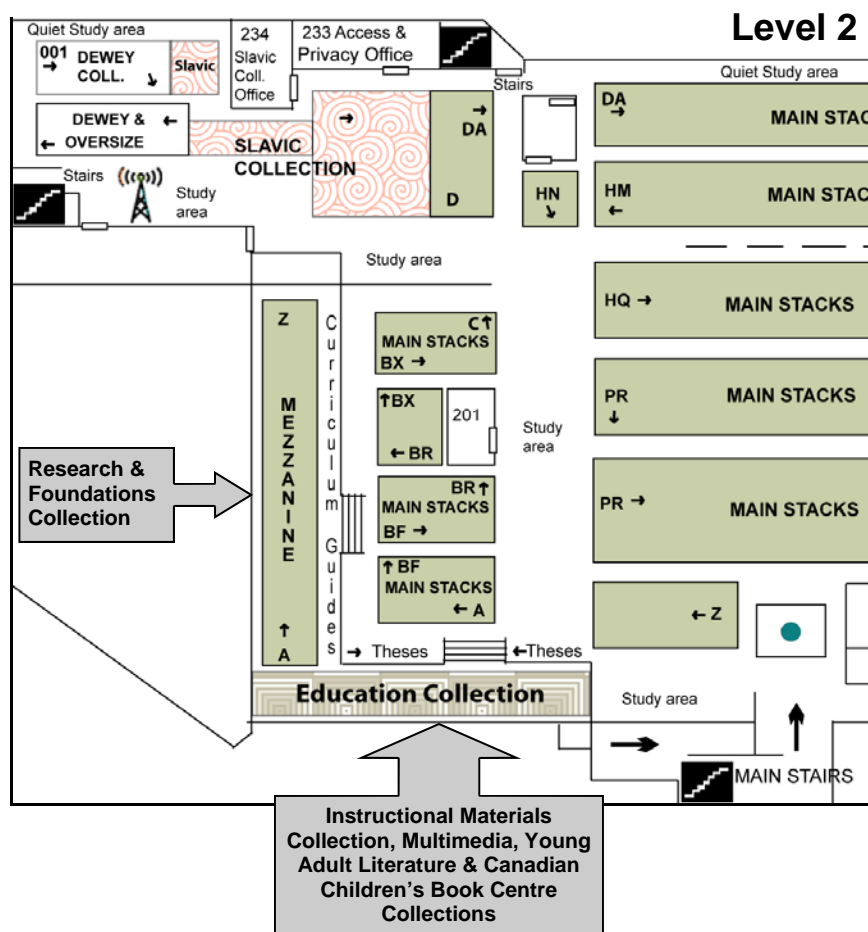 Level 2
Quiet Study area
001
→
DEWEY
COLL.
Slavic
234
Slavic
Coll.
Office
233 Access &
Privacy Office
Stairs
Quiet Study area
DA
→
MAIN STAC
DEWEY &
OVERSIZE
←
←
SLAVIC
COLLECTION
→
→
DA
D
HN
HM
←
MAIN STAC
Stairs
Study
area
Study area
Z
MEZZANINE
↑
A
Curriculum Guides
C↑
MAIN STACKS
BX →
↑BX
←BR
201
Study
area
BR↑
MAIN STACKS
BF →
↑BF
MAIN STACKS
←A
HQ →
MAIN STACKS
PR
↓
MAIN STACKS
PR →
MAIN STACKS
←Z
Research &
Foundations
Collection
→ Theses
←Theses
Education Collection
Study area
MAIN STAIRS
Instructional Materials
Collection, Multimedia, Young
Adult Literature & Canadian
Children's Book Centre
Collections